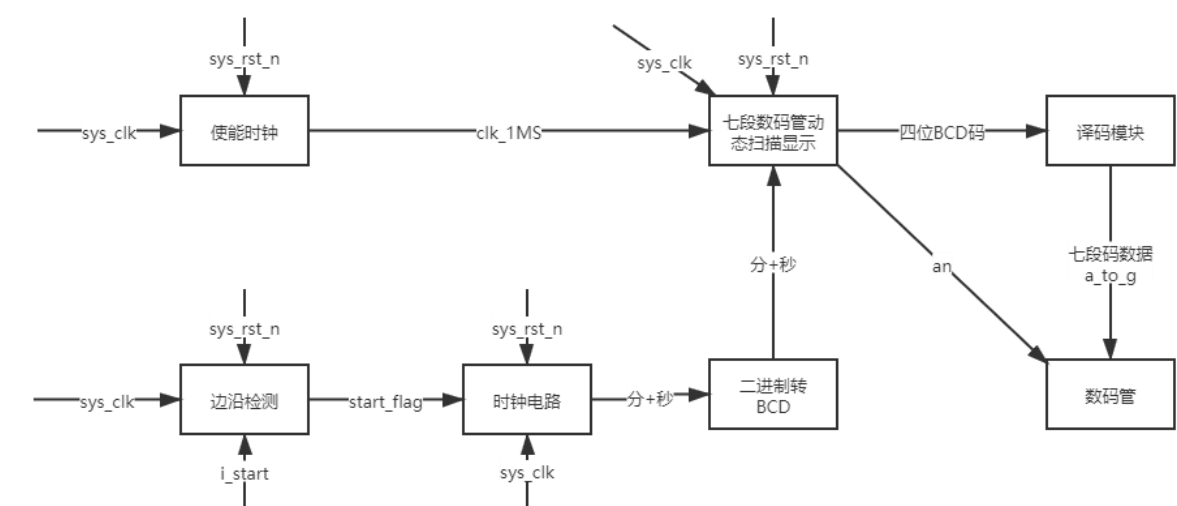 sys_rst_n
sys_clk
使能时钟
clk_1MS
sys_clk
sys_rst_n
七段数码管动
态扫描显示
四位BCD码
译码模块
分+秒
an
七段码数据
a_to_g
sys_rst_n
sys_clk
边沿检测
i_start
start_flag
sys_rst_n
时钟电路
sys_clk
分+秒
二进制转
BCD
数码管